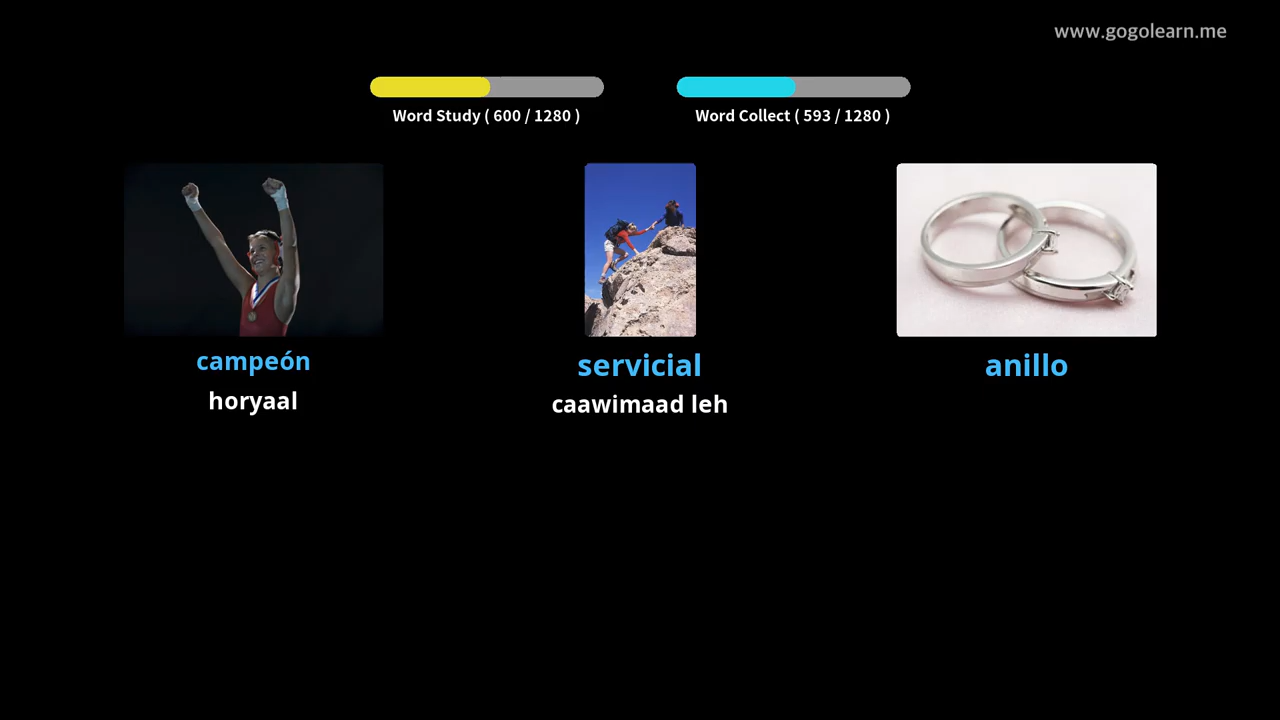 www.gogolearn.me
Word Study ( 600 / 1280 )
Word Collect ( 593 / 1280 )
campeón
horyaal
servicial
caawimaad leh
anillo